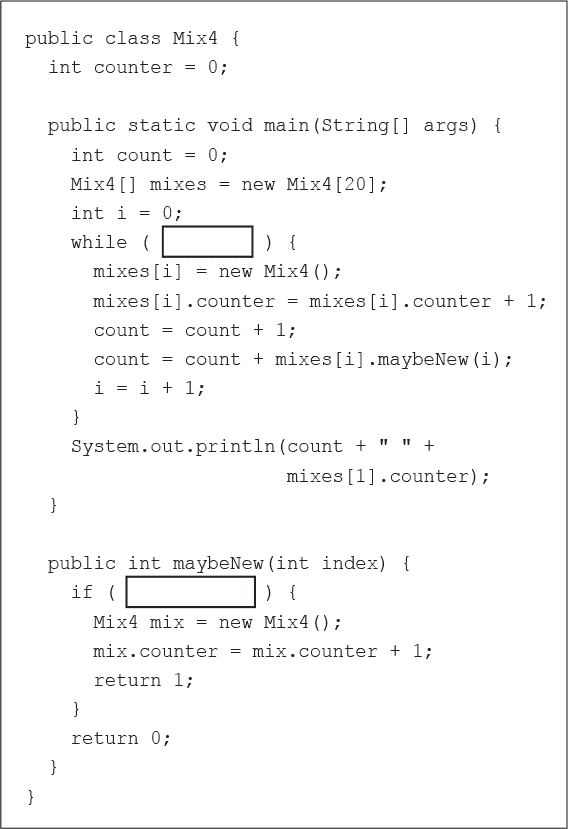 public class Mix4 {
int counter = 0;
public static void main(String[] args) {
int count = 0;
Mix4[] mixes = new Mix4[20];
int i = 0;
while ( ) {
mixes[i] = new Mix4();
mixes[i].counter = mixes[i].counter + 1;
count = count + 1;
count = count + mixes[i].maybeNew(i);
i = i + 1;
}
System.out.println(count + " " +
mixes[1].counter);
}
public int maybeNew(int index) {
if ( ) {
Mix4 mix = new Mix4();
mix.counter = mix.counter + 1;
return 1;
}
return 0;
}
}